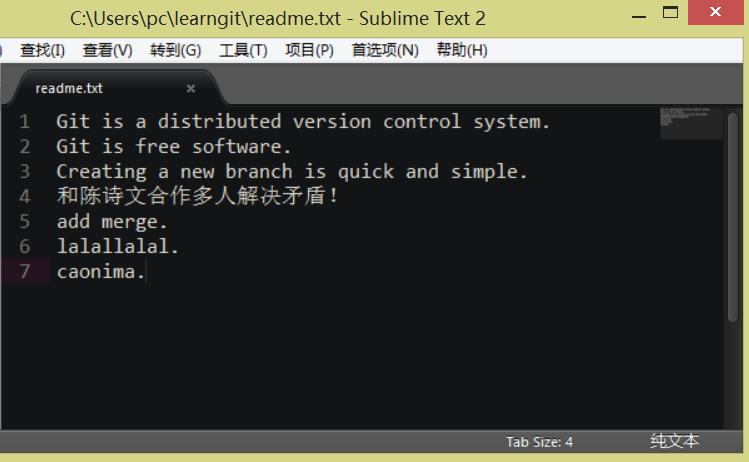 C:\Users\pc\learngit\readme.txt - Sublime Text 2
) 查找(I) 查看(V) 转到(G) 工具(T) 项目(P) 首选项(N) 帮助(H)
readme.txt ×
1 Git is a distributed version control system.
2 Git is free software.
3 Creating a new branch is quick and simple.
4 和陈诗文合作多人解决矛盾!
5 add merge.
6 lalallalal.
7 caonima.
Tab Size: 4 纯文本